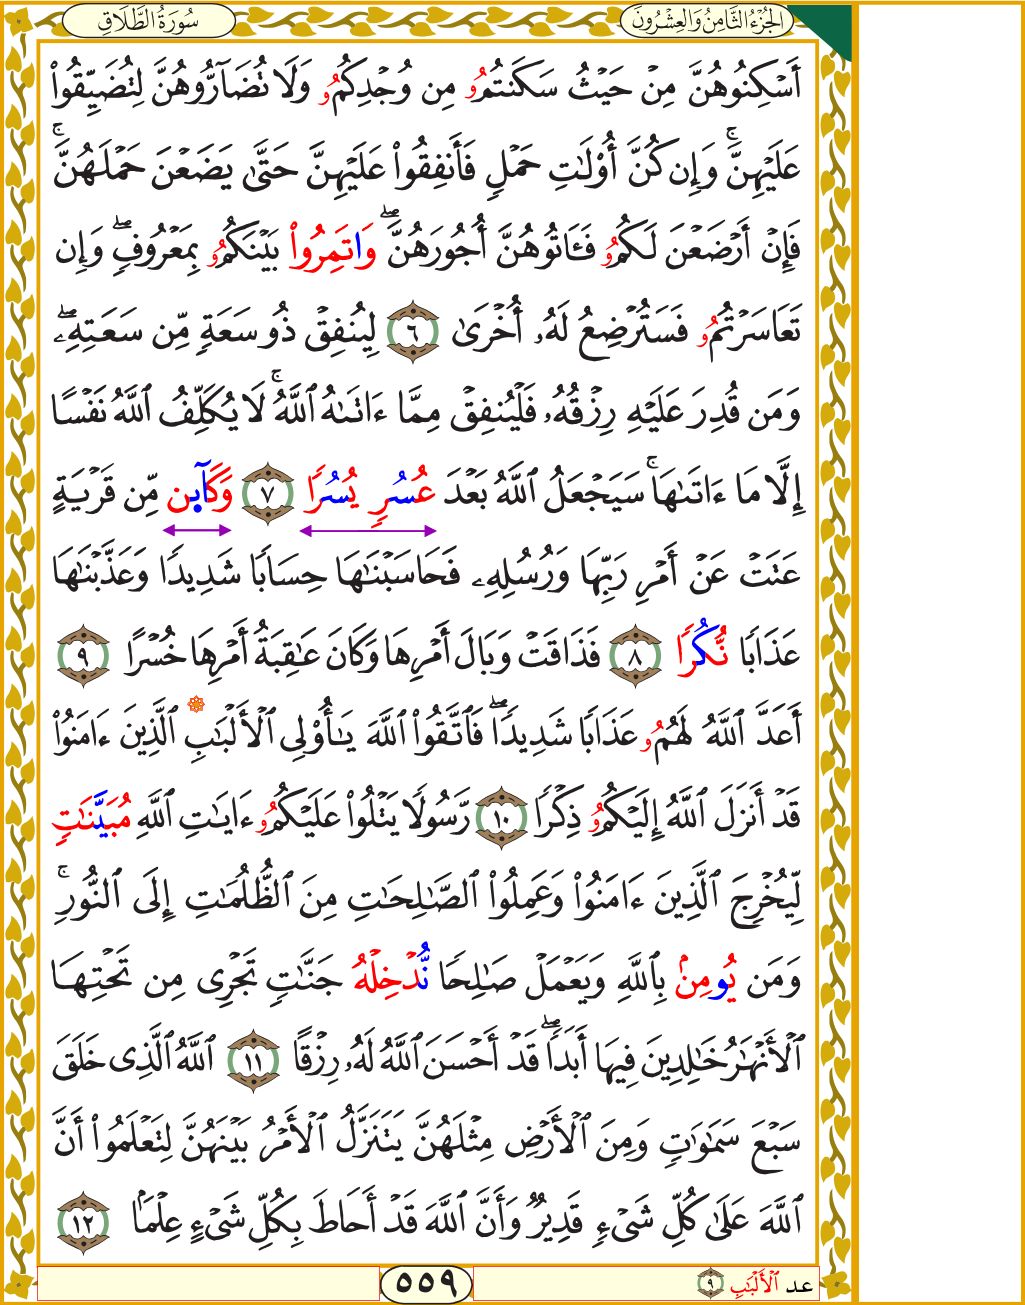 الجُزْءُ الثَّامِنُ وَالعِشْرُونَ
سُورَةُ الطَّلَاقِ
أَسْكِنُوهُنَّ مِنْ حَيْثُ سَكَنتُمُۥ مِن وُجْدِكُمُۥ وَلَا تُضَآرُّوهُنَّ لِتُضَيِّقُوا۟
عَلَيْهِنَّۚ وَإِن كُنَّ أُو۟لَٰتِ حَمْلٍ فَأَنفِقُوا۟ عَلَيْهِنَّ حَتَّىٰ يَضَعْنَ حَمْلَهُنَّۚ
فَإِنْ أَرْضَعْنَ لَكُمُۥ فَـَٔاتُوهُنَّ أُجُورَهُنَّۖ وَاتَمِرُوا۟ بَيْنَكُمُۥ بِمَعْرُوفٍۖ وَإِن
تَعَاسَرْتُمُۥ فَسَتُرْضِعُ لَهُۥ أُخْرَىٰ ٦ لِيُنفِقْ ذُو سَعَةٍ مِّن سَعَتِهِۦۖ
وَمَن قُدِرَ عَلَيْهِ رِزْقُهُۥ فَلْيُنفِقْ مِمَّا ءَاتَىٰهُ ٱللَّهُۚ لَا يُكَلِّفُ ٱللَّهُ نَفْسًا
إِلَّا مَا ءَاتَىٰهَاۚ سَيَجْعَلُ ٱللَّهُ بَعْدَ عُسُرٍ يُسُرًا ٧ وَكَآئِن مِّن قَرْيَةٍ
عَتَتْ عَنْ أَمْرِ رَبِّهَا وَرُسُلِهِۦ فَحَاسَبْنَٰهَا حِسَابًا شَدِيدًا وَعَذَّبْنَٰهَا
عَذَابًا نُّكُرًا ٨ فَذَاقَتْ وَبَالَ أَمْرِهَا وَكَانَ عَٰقِبَةُ أَمْرِهَا خُسْرًا ٩
أَعَدَّ ٱللَّهُ لَهُمُۥ عَذَابًا شَدِيدًاۖ فَٱتَّقُوا۟ ٱللَّهَ يَٰٓأُو۟لِى ٱلْأَلْبَٰبِ ۞ ٱلَّذِينَ ءَامَنُوا۟
قَدْ أَنزَلَ ٱللَّهُ إِلَيْكُمُۥ ذِكْرًا ١٠ رَّسُولًا يَتْلُوا۟ عَلَيْكُمُۥ ءَايَٰتِ ٱللَّهِ مُبَيَّنَٰتٍ
لِّيُخْرِجَ ٱلَّذِينَ ءَامَنُوا۟ وَعَمِلُوا۟ ٱلصَّٰلِحَٰتِ مِنَ ٱلظُّلُمَٰتِ إِلَى ٱلنُّورِۚ
وَمَن يُومِنۢ بِٱللَّهِ وَيَعْمَلْ صَٰلِحًا نُّدْخِلْهُ جَنَّٰتٍ تَجْرِى مِن تَحْتِهَا
ٱلْأَنْهَٰرُ خَٰلِدِينَ فِيهَا أَبَدًاۖ قَدْ أَحْسَنَ ٱللَّهُ لَهُۥ رِزْقًا ١١ ٱللَّهُ ٱلَّذِى خَلَقَ
سَبْعَ سَمَٰوَٰتٍ وَمِنَ ٱلْأَرْضِ مِثْلَهُنَّ يَتَنَزَّلُ ٱلْأَمْرُ بَيْنَهُنَّ لِتَعْلَمُوا۟ أَنَّ
ٱللَّهَ عَلَىٰ كُلِّ شَىْءٍ قَدِيرٌ وَأَنَّ ٱللَّهَ قَدْ أَحَاطَ بِكُلِّ شَىْءٍ عِلْمًۢا ١٢
عد ٱلْأَلْبَٰبِ ٩
٥٥٩